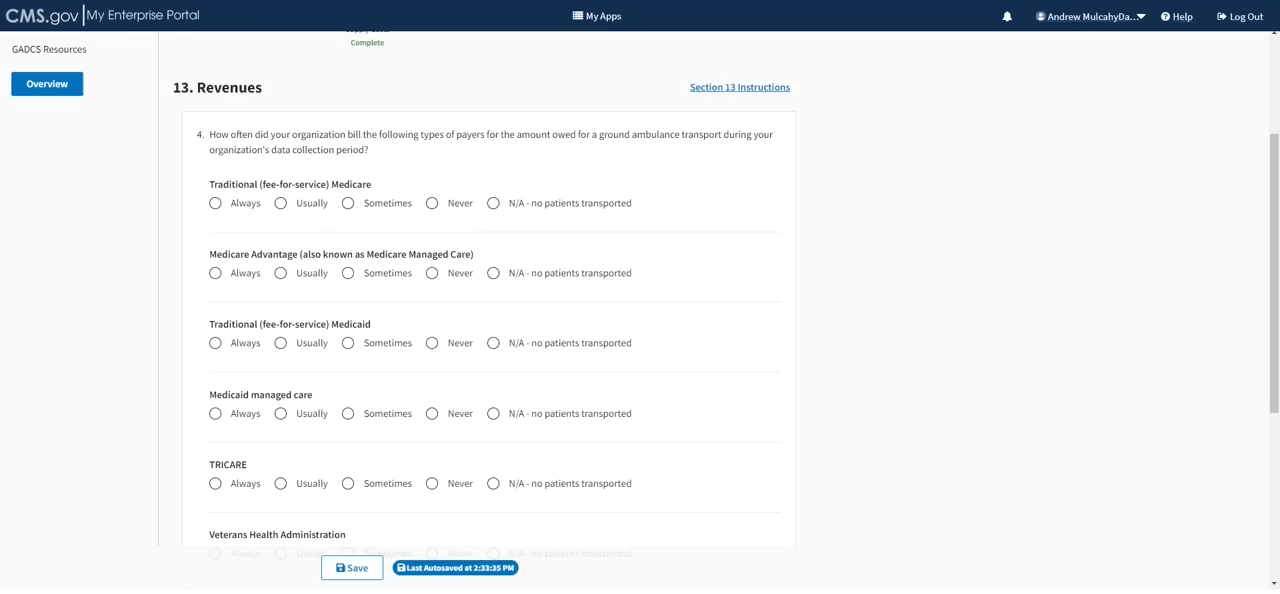 CMS.gov My Enterprise Portal
My Apps
Andrew MulcahyDa...
Help
Log Out
GADCS Resources
Overview
Complete
13. Revenues
Section 13 Instructions
4. How often did your organization bill the following types of payers for the amount owed for a ground ambulance transport during your
organization's data collection period?
Traditional (fee-for-service) Medicare
Always Usually Sometimes Never N/A - no patients transported
Medicare Advantage (also known as Medicare Managed Care)
Always Usually Sometimes Never N/A - no patients transported
Traditional (fee-for-service) Medicaid
Always Usually Sometimes Never N/A - no patients transported
Medicaid managed care
Always Usually Sometimes Never N/A - no patients transported
TRICARE
Always Usually Sometimes Never N/A - no patients transported
Veterans Health Administration
Always Usually Sometimes Never N/A - no patients transported
Save
Last Autosaved at 2:33:35 PM